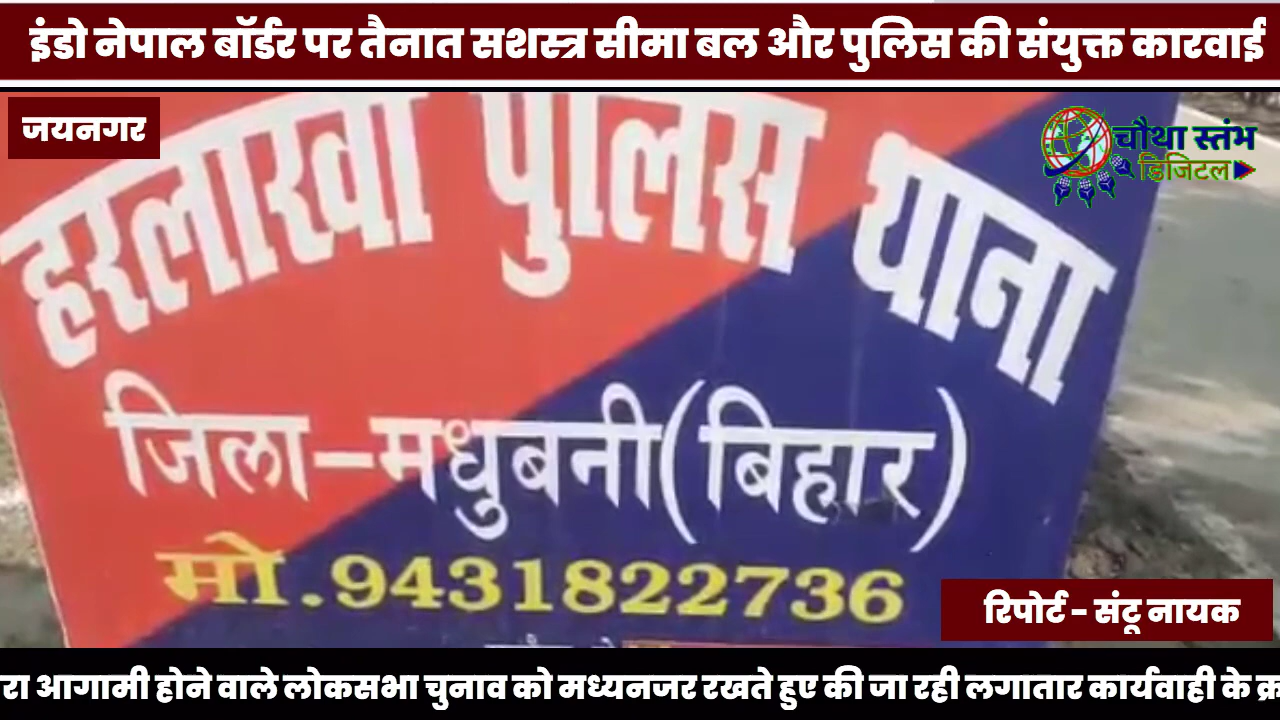 इंडो नेपाल बॉर्डर पर तैनात सशस्त्र सीमा बल और पुलिस की संयुक्त कारवाई
जयनगर
चौथा स्तंभ
डिजिटल
हरलाखी पुलिस थाना
जिला-मधुबनी(बिहार)
मो.9431822736
रिपोर्ट - संटू नायक
रा आगामी होने वाले लोकसभा चुनाव को मध्यनजर रखते हुए की जा रही लगातार कार्यवाही के क्र